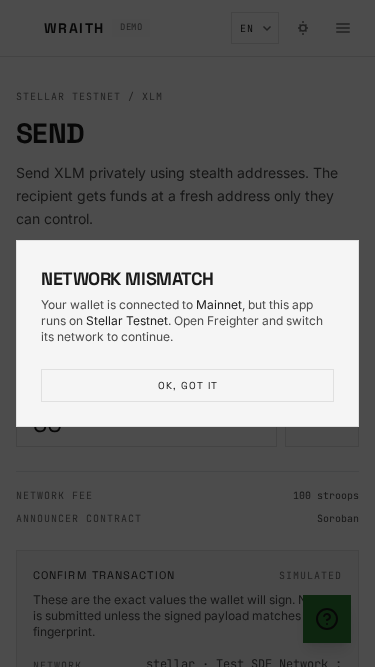 WRAITH DEMO EN
STELLAR TESTNET / XLM
SEND
Send XLM privately using stealth addresses. The
recipient gets funds at a fresh address only they
can control.
NETWORK MISMATCH
Your wallet is connected to Mainnet, but this app
runs on Stellar Testnet. Open Freighter and switch
its network to continue.
OK, GOT IT
NETWORK FEE 100 stroops
ANNOUNCER CONTRACT Soroban
CONFIRM TRANSACTION SIMULATED
These are the exact values the wallet will sign.
is submitted unless the signed payload matches
fingerprint.
NETWORK stellar · Test SDF Network ;